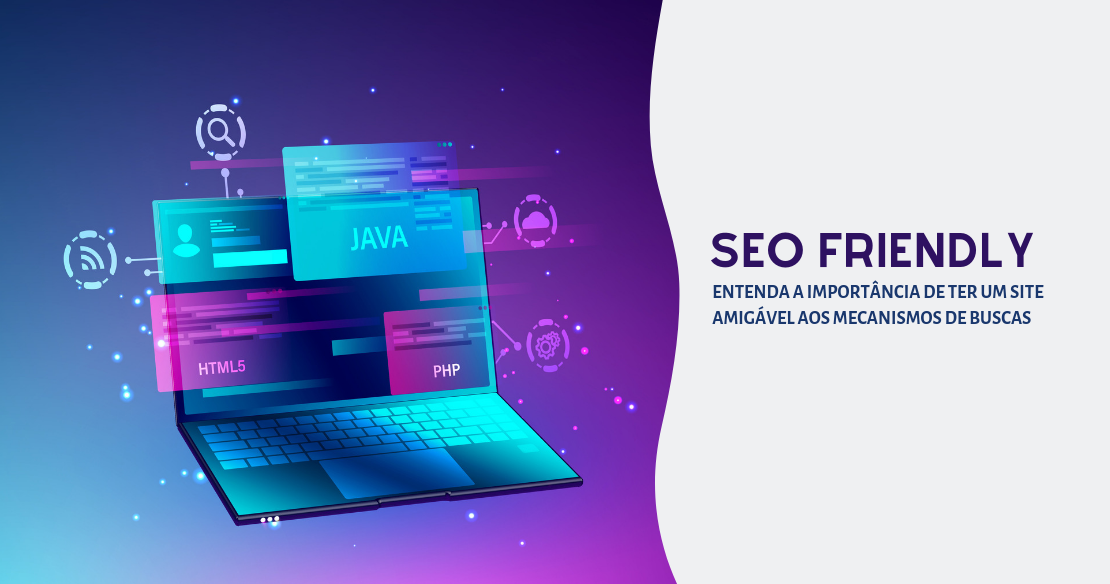 JAVA
HTML5
PHP
SEO FRIENDLY
ENTENDA A IMPORTÂNCIA DE TER UM SITE
AMIGÁVEL AOS MECANISMOS DE BUSCAS